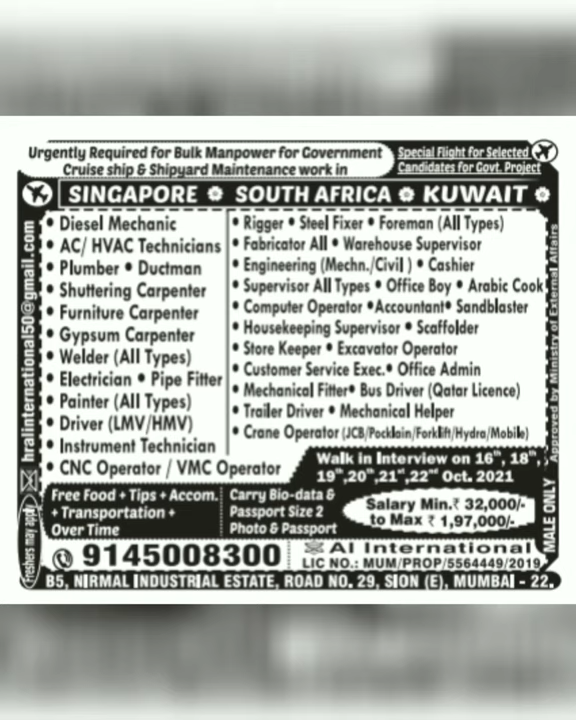 Urgently Required for Bulk Manpower for Government
Cruise ship & Shipyard Maintenance work in
Special Flight for Selected
Candidates for Govt. Project
SINGAPORE SOUTH AFRICA KUWAIT
• Diesel Mechanic
• AC/ HVAC Technicians
• Plumber • Ductman
• Shuttering Carpenter
• Furniture Carpenter
• Gypsum Carpenter
• Welder (All Types)
• Electrician • Pipe Fitter
• Painter (All Types)
• Driver (LMV/HMV)
• Instrument Technician
• CNC Operator / VMC Operator
• Rigger • Steel Fixer • Foreman (All Types)
• Fabricator All • Warehouse Supervisor
• Engineering (Mechn./Civil ) • Cashier
• Supervisor All Types • Office Boy • Arabic Cook
• Computer Operator •Accountant• Sandblaster
• Housekeeping Supervisor • Scaffolder
• Store Keeper • Excavator Operator
• Customer Service Exec.• Office Admin
• Mechanical Fitter• Bus Driver (Qatar Licence)
• Trailer Driver • Mechanical Helper
• Crane Operator (JCB/Pocklain/Forklift/Hydra/Mobile)
hralinternational50@gmail.com
Freshers may apply
Approved by Ministry of External Affairs
MALE ONLY
Walk in Interview on 16th, 18th,
19th,20th,21st,22nd Oct. 2021
Free Food + Tips + Accom.
+ Transportation +
Over Time
Carry Bio-data &
Passport Size 2
Photo & Passport
Salary Min.₹ 32,000/-
to Max ₹ 1,97,000/-
9145008300
Al International
LIC NO.: MUM/PROP/5564449/2019
B5, NIRMAL INDUSTRIAL ESTATE, ROAD NO. 29, SION (E), MUMBAI - 22.